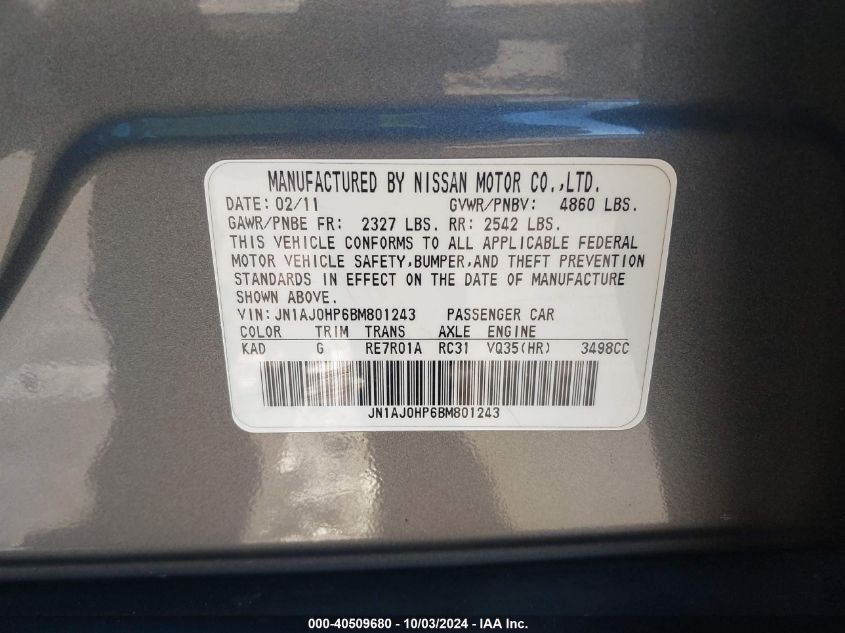 MANUFACTURED BY NISSAN MOTOR CO.,LTD.
DATE: 02/11 GVWR/PNBV: 4860 LBS.
GAWR/PNBE FR: 2327 LBS. RR: 2542 LBS.
THIS VEHICLE CONFORMS TO ALL APPLICABLE FEDERAL
MOTOR VEHICLE SAFETY,BUMPER,AND THEFT PREVENTION
STANDARDS IN EFFECT ON THE DATE OF MANUFACTURE
SHOWN ABOVE.
VIN: JN1AJ0HP6BM801243 PASSENGER CAR
COLOR TRIM TRANS AXLE ENGINE
KAD G RE7R01A RC31 VQ35(HR) 3498CC
JN1AJ0HP6BM801243
000-40509680 - 10/03/2024 - IAA Inc.